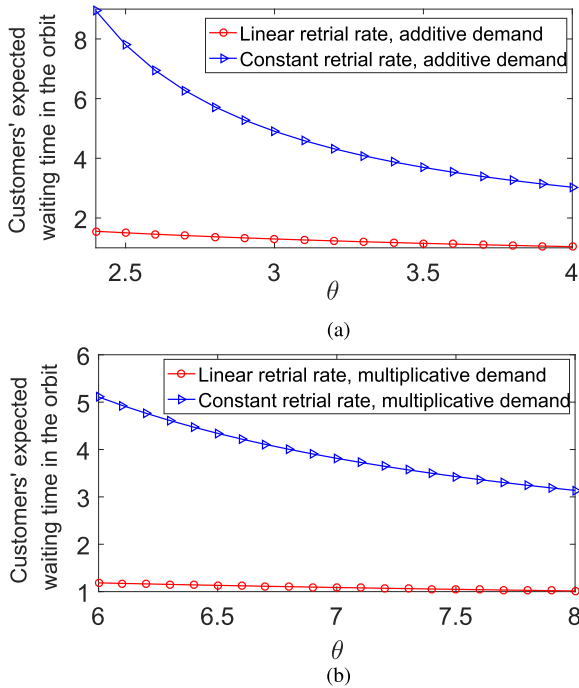 Linear retrial rate, additive demand
Constant retrial rate, additive demand
Customers' expected
waiting time in the orbit
8
6
4
2
2.5 3 3.5 4
θ
(a)
Linear retrial rate, multiplicative demand
Constant retrial rate, multiplicative demand
Customers' expected
waiting time in the orbit
6
5
4
3
2
1
6 6.5 7 7.5 8
θ
(b)